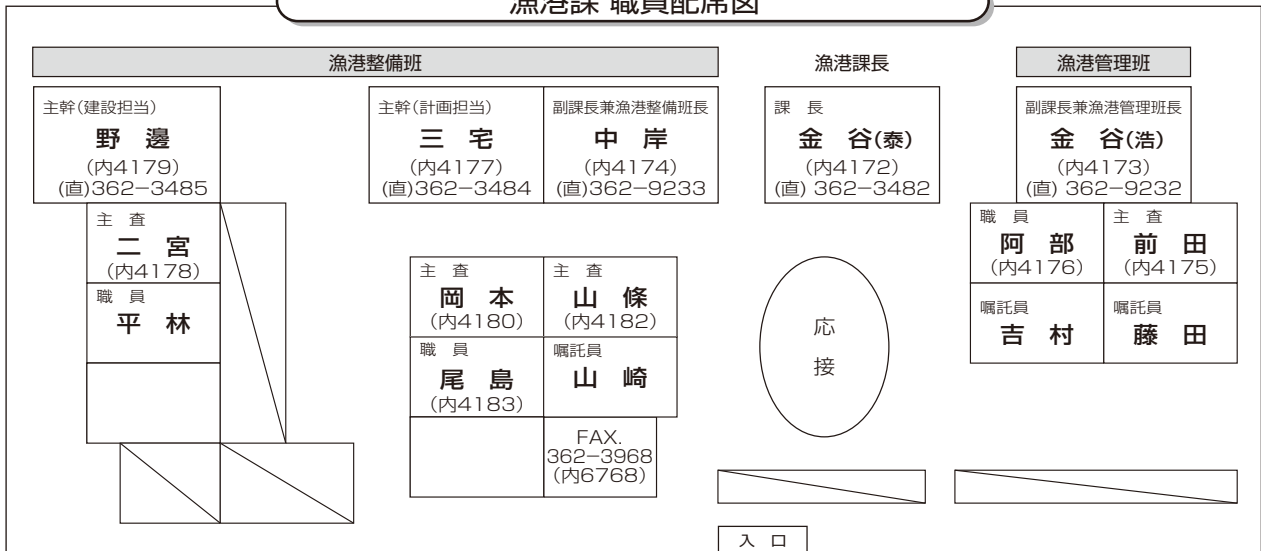 漁港課 職員配席図
漁港整備班
漁港課長
漁港管理班
主幹(建設担当)
野 邊
(内4179)
(直)362−3485
主幹(計画担当)
三 宅
(内4177)
(直)362−3484
副課長兼漁港整備班長
中 岸
(内4174)
(直)362−9233
課 長
金 谷(泰)
(内4172)
(直) 362−3482
副課長兼漁港管理班長
金 谷(浩)
(内4173)
(直) 362−9232
主 査
二 宮
(内4178)
職 員
平 林
主 査
岡 本
(内4180)
主 査
山 條
(内4182)
職 員
尾 島
(内4183)
嘱託員
山 崎
FAX.
362−3968
(内6768)
応
接
職 員
阿 部
(内4176)
主 査
前 田
(内4175)
嘱託員
吉 村
嘱託員
藤 田
入 口